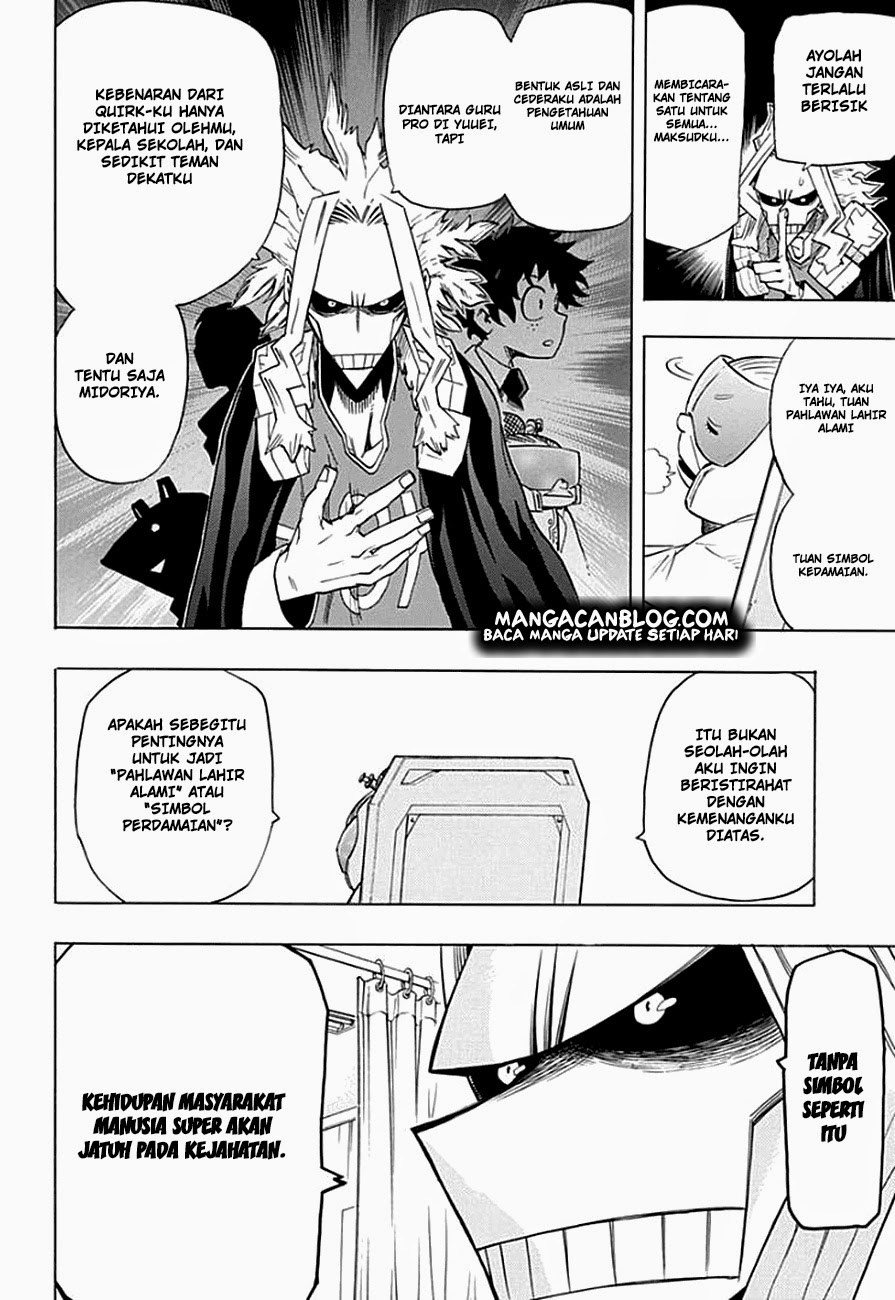 AYOLAH
JANGAN
TERLALU
BERISIK
MEMBICARA-
KAN TENTANG
SATU UNTUK
SEMUA...
MAKSUDKU...
BENTUK ASLI DAN
CEDERAKU ADALAH
PENGETAHUAN
UMUM
DIANTARA GURU
PRO DI YUUEI,
TAPI
KEBENARAN DARI
QUIRK-KU HANYA
DIKETAHUI OLEHMU,
KEPALA SEKOLAH, DAN
SEDIKIT TEMAN
DEKATKU
DAN
TENTU SAJA
MIDORIYA.
IYA IYA, AKU
TAHU, TUAN
PAHLAWAN LAHIR
ALAMI
TUAN SIMBOL
KEDAMAIAN.
MANGACANBLOG.COM
BACA MANGA UPDATE SETIAP HARI
ITU BUKAN
SEOLAH-OLAH
AKU INGIN
BERISTIRAHAT
DENGAN
KEMENANGANKU
DIATAS.
APAKAH SEBEGITU
PENTINGNYA
UNTUK JADI
"PAHLAWAN LAHIR
ALAMI" ATAU
"SIMBOL
PERDAMAIAN"?
TANPA
SIMBOL
SEPERTI
ITU
KEHIDUPAN MASYARAKAT
MANUSIA SUPER AKAN
JATUH PADA KEJAHATAN.